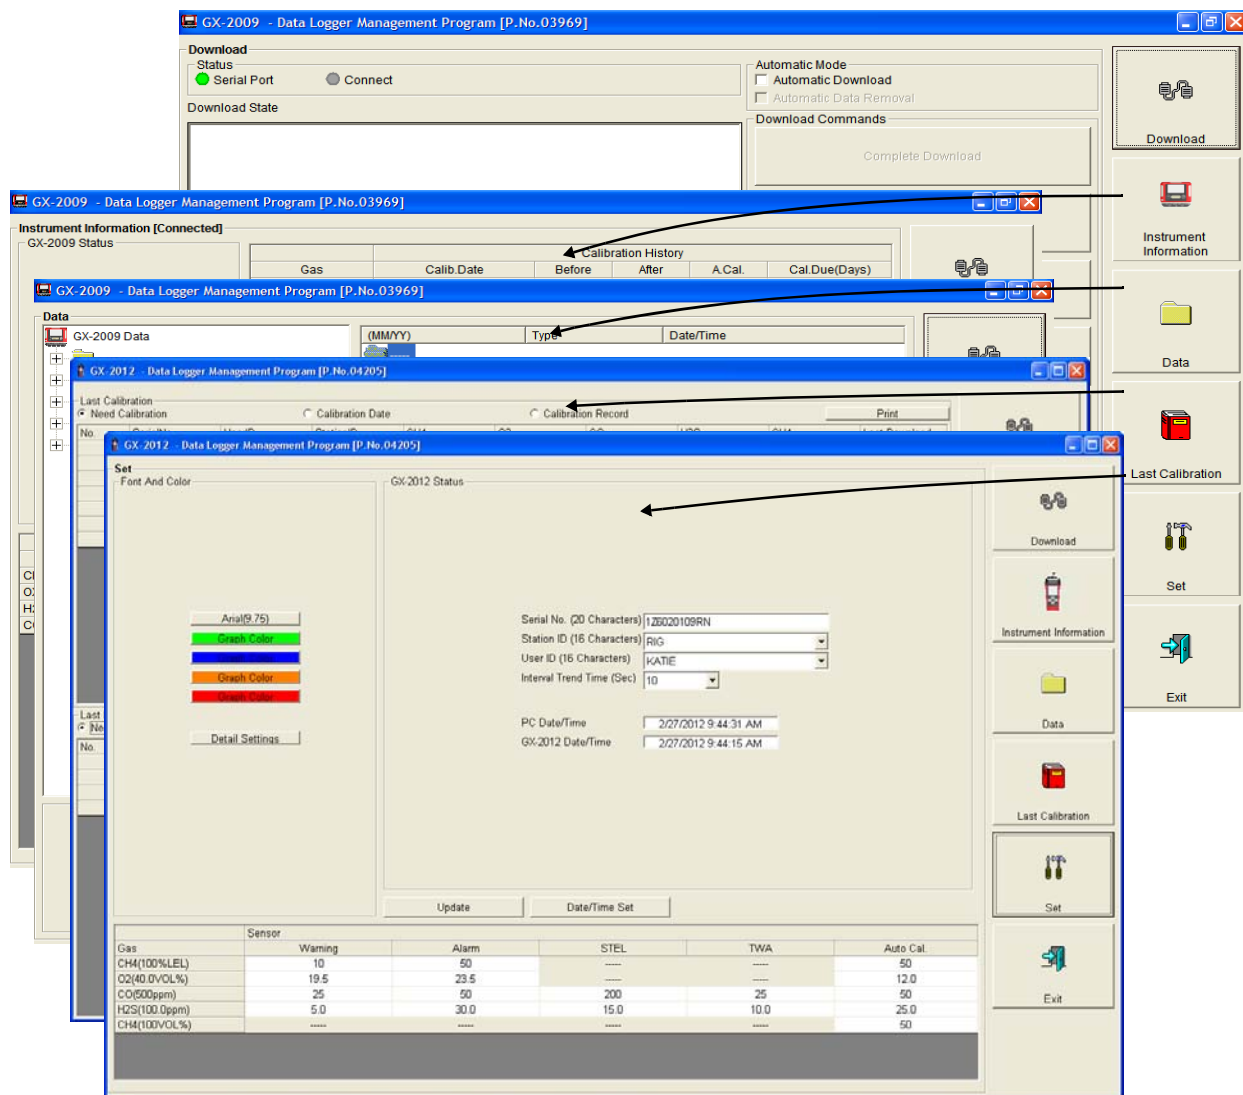 GX-2009 - Data Logger Management Program [P.No.03969]
Download
Status
Serial Port
Connect
Download State
Automatic Mode
Automatic Download
Automatic Data Removal
Download Commands
Complete Download
Download
Instrument
Information
Data
Last Calibration
Set
Exit
GX-2009 - Data Logger Management Program [P.No.03969]
Instrument Information [Connected]
GX-2009 Status
Calibration History
Gas Calib.Date Before After A.Cal. Cal.Due(Days)
GX-2009 - Data Logger Management Program [P.No.03969]
Data
GX-2009 Data
(MM/YY) Type Date/Time
-----
GX-2012 - Data Logger Management Program [P.No.04205]
Last Calibration
Need Calibration
Calibration Date
Calibration Record
Print
No.
Last
Ne
No.
GX-2012 - Data Logger Management Program [P.No.04205]
Set
Font And Color
Arial(9.75)
Graph Color
Graph Color
Graph Color
Detail Settings
GX-2012 Status
Serial No. (20 Characters) 1Z6020109RN
Station ID (16 Characters) RIG
User ID (16 Characters) KATIE
Interval Trend Time (Sec) 10
PC Date/Time 2/27/2012 9:44:31 AM
GX-2012 Date/Time 2/27/2012 9:44:15 AM
Update
Date/Time Set
Sensor
Gas Warning Alarm STEL TWA Auto Cal.
CH4(100%LEL) 10 50 ----- ----- 50
O2(40.0VOL%) 19.5 23.5 ----- ----- 12.0
CO(500ppm) 25 50 200 25 50
H2S(100.0ppm) 5.0 30.0 15.0 10.0 25.0
CH4(100VOL%) ----- ----- ----- ----- 50
Download
Instrument Information
Data
Last Calibration
Set
Exit